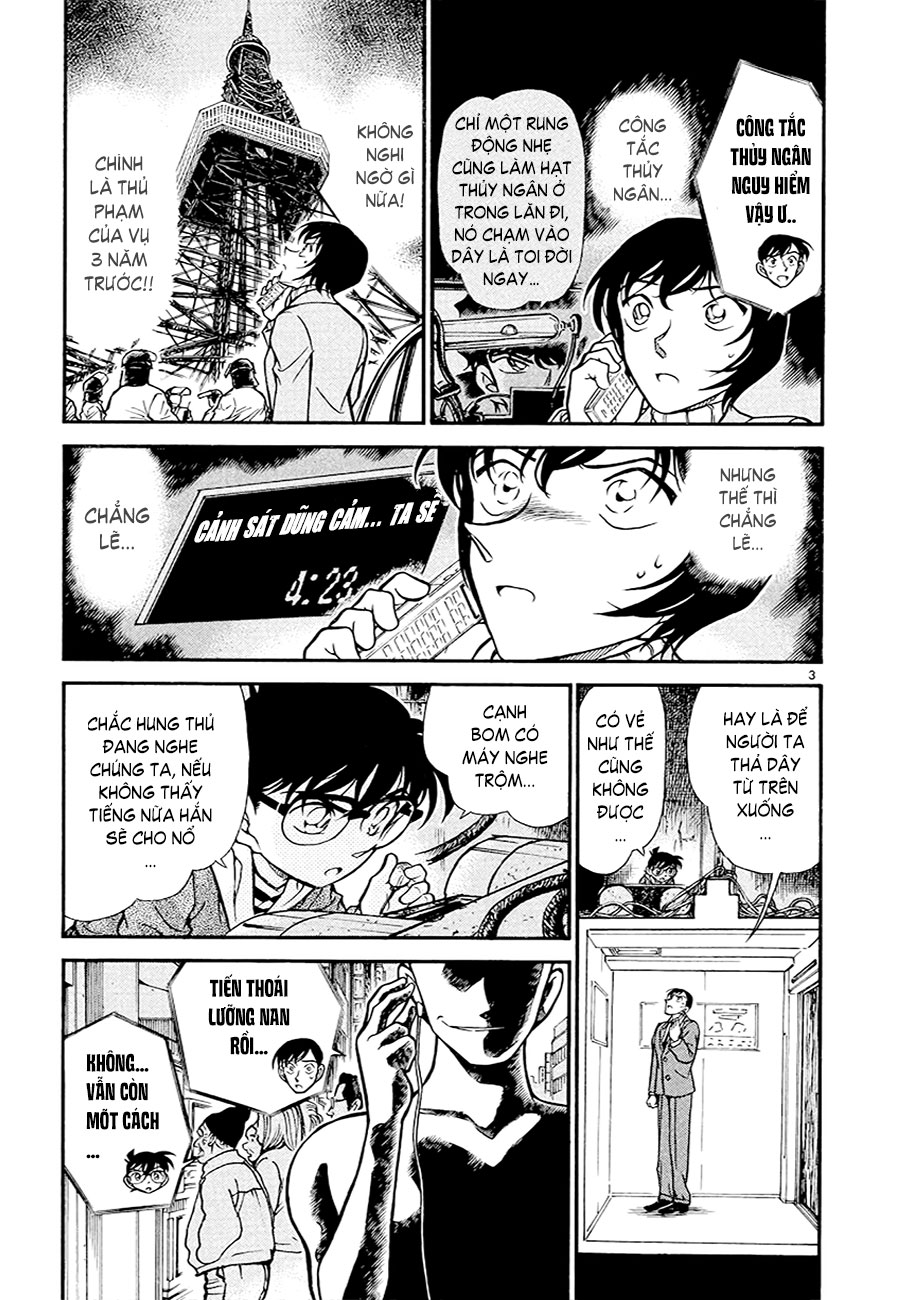 CÔNG TẮC
THỦY NGÂN
NGUY HIỂM
VẬY Ư..
CÔNG
TẮC
THỦY
NGÂN...
CHỈ MỘT RUNG
ĐỘNG NHẸ
CŨNG LÀM HẠT
THỦY NGÂN Ở
TRONG LĂN ĐI,
NÓ CHẠM VÀO
DÂY LÀ TOI ĐỜI
NGAY...
KHÔNG
NGHI
NGỜ GÌ
NỮA!
CHÍNH
LÀ THỦ
PHẠM
CỦA VỤ
3 NĂM
TRƯỚC!!
NHƯNG
THẾ THÌ
CHẲNG
LẼ...
CẢNH SÁT DŨNG CẢM... TA SẼ
4:23
CHẲNG
LẼ...
3
HAY LÀ ĐỂ
NGƯỜI TA
THẢ DÂY
TỪ TRÊN
XUỐNG
...
CÓ VẺ
NHƯ THẾ
CŨNG
KHÔNG
ĐƯỢC
...
CẠNH
BOM CÓ
MÁY NGHE
TRỘM...
CHẮC HUNG THỦ
ĐANG NGHE
CHÚNG TA, NẾU
KHÔNG THẤY
TIẾNG NỮA HẮN
SẼ CHO NỔ
...
TIẾN THOÁI
LƯỠNG NAN
RỒI...
KHÔNG...
VẪN CÒN
MỘT CÁCH
...